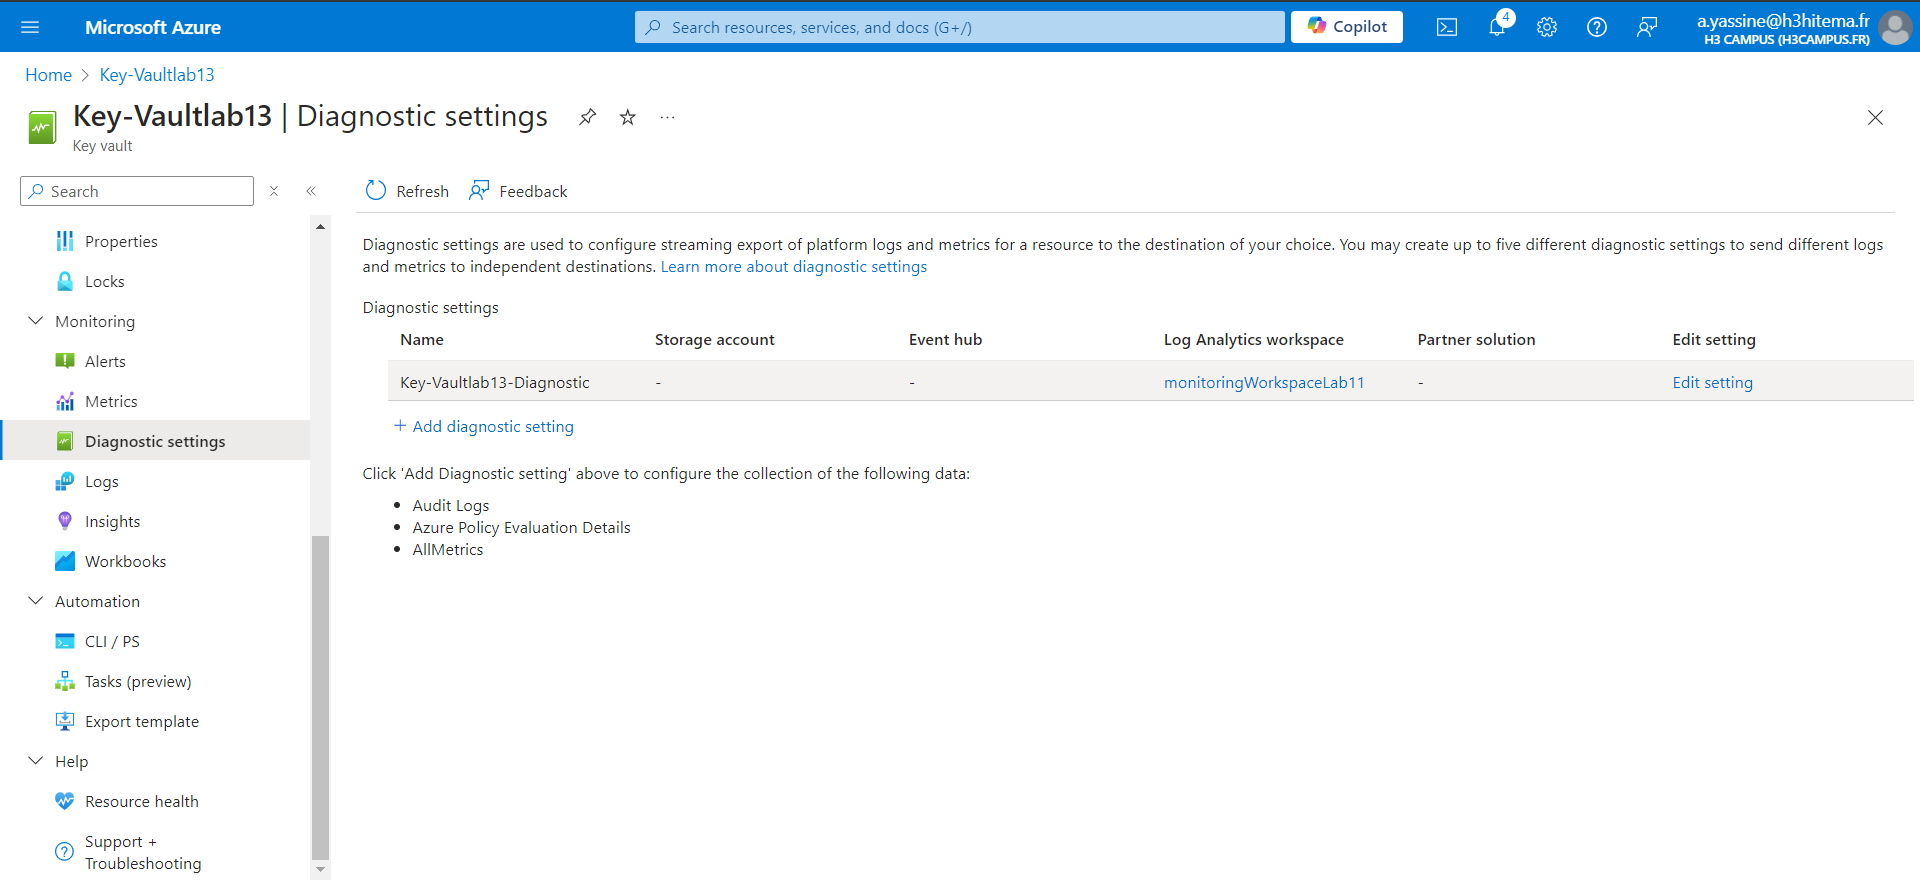 Microsoft Azure
Search resources, services, and docs (G+/)
Copilot
4
a.yassine@h3hitema.fr
H3 CAMPUS (H3CAMPUS.FR)
Home > Key-Vaultlab13
Key-Vaultlab13 | Diagnostic settings
Key vault
Search
Refresh
Feedback
Properties
Locks
Monitoring
Alerts
Metrics
Diagnostic settings
Logs
Insights
Workbooks
Automation
CLI / PS
Tasks (preview)
Export template
Help
Resource health
Support +
Troubleshooting
Diagnostic settings are used to configure streaming export of platform logs and metrics for a resource to the destination of your choice. You may create up to five different diagnostic settings to send different logs
and metrics to independent destinations. Learn more about diagnostic settings
Diagnostic settings
Name Storage account Event hub Log Analytics workspace Partner solution Edit setting
Key-Vaultlab13-Diagnostic - - monitoringWorkspaceLab11 - Edit setting
+ Add diagnostic setting
Click 'Add Diagnostic setting' above to configure the collection of the following data:
• Audit Logs
• Azure Policy Evaluation Details
• AllMetrics